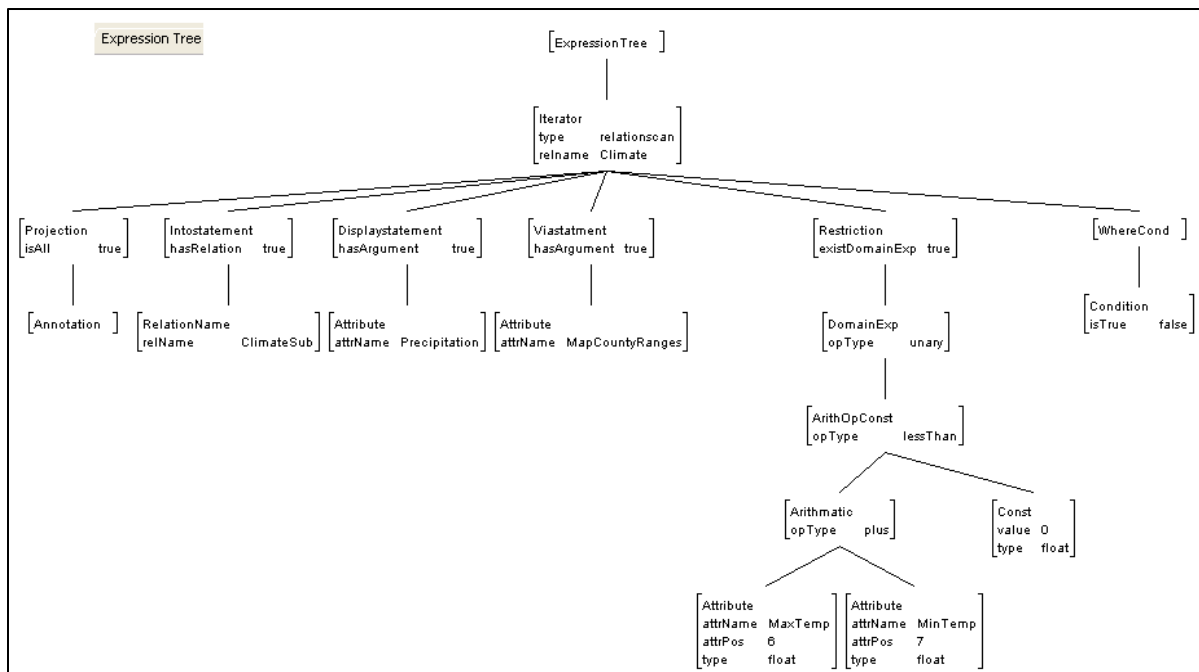 Expression Tree
ExpressionTree
Iterator
type relationscan
relname Climate
Projection
isAll true
Intostatement
hasRelation true
Displaystatement
hasArgument true
Viastatment
hasArgument true
Restriction
existDomainExp true
WhereCond
Annotation
RelationName
relName ClimateSub
Attribute
attrName Precipitation
Attribute
attrName MapCountyRanges
DomainExp
opType unary
Condition
isTrue false
ArithOpConst
opType lessThan
Arithmatic
opType plus
Const
value 0
type float
Attribute
attrName MaxTemp
attrPos 6
type float
Attribute
attrName MinTemp
attrPos 7
type float